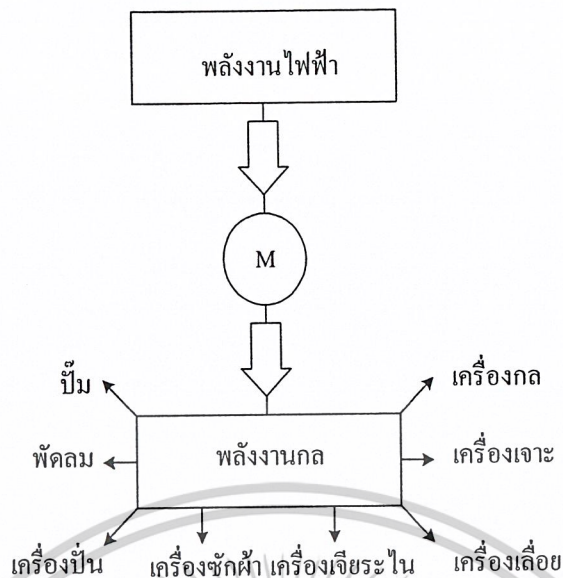 พลังงานไฟฟ้า
M
ปั๊ม
เครื่องกล
พัดลม
พลังงานกล
เครื่องเจาะ
เครื่องปั่น
เครื่องซักผ้า
เครื่องเจียระไน
เครื่องเลื่อย